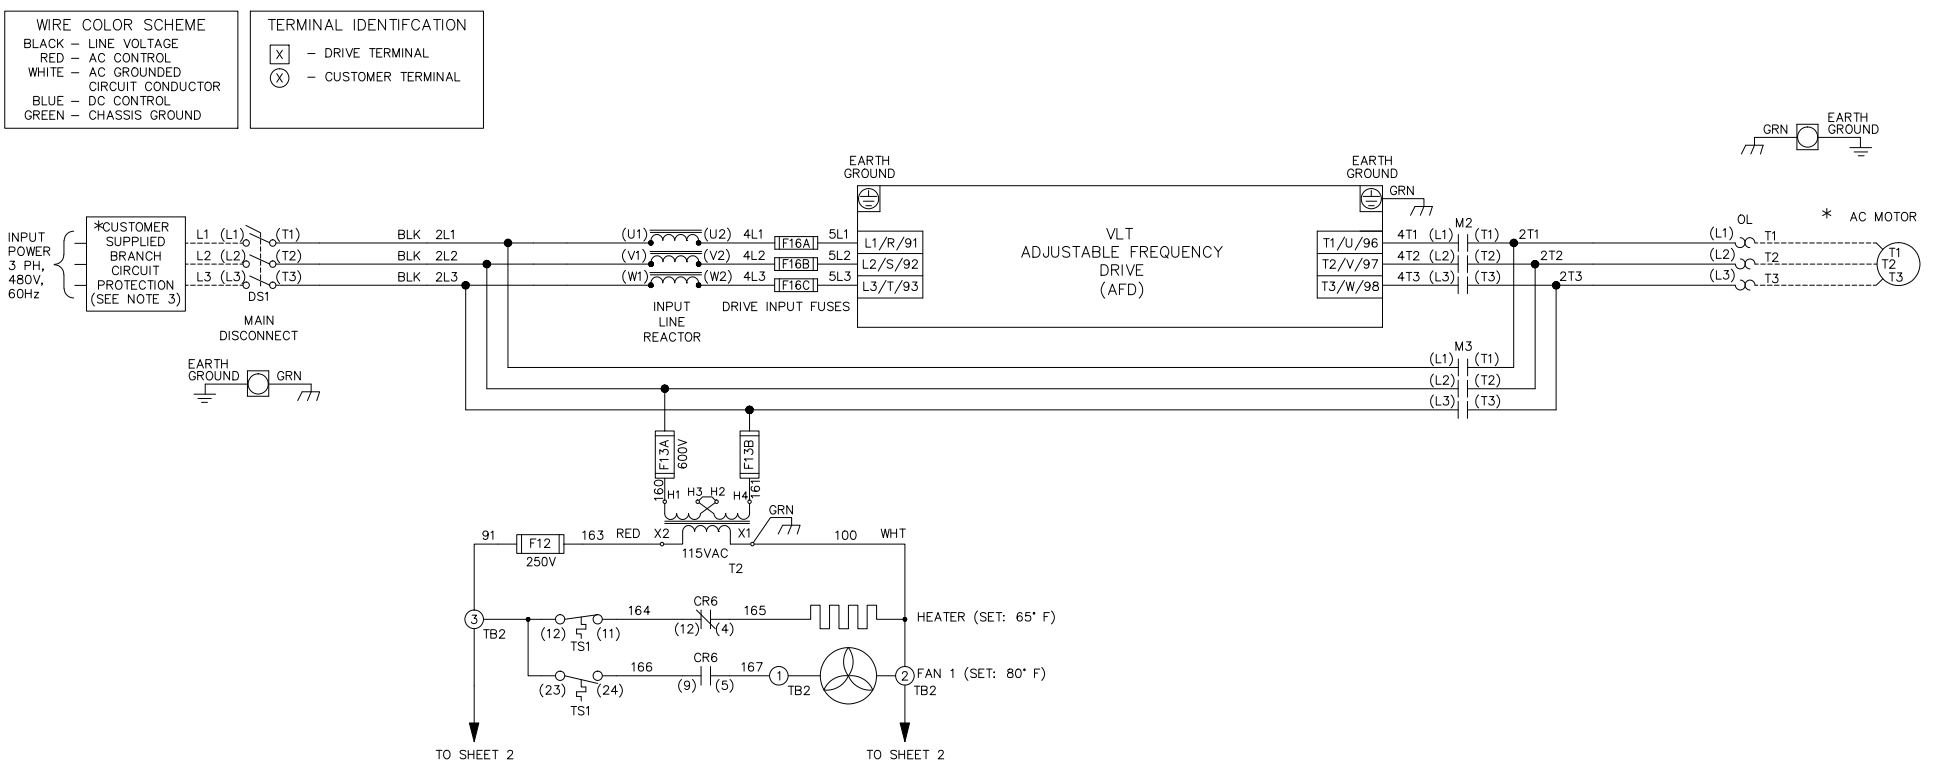 WIRE COLOR SCHEME
BLACK – LINE VOLTAGE
RED – AC CONTROL
WHITE – AC GROUNDED
CIRCUIT CONDUCTOR
BLUE – DC CONTROL
GREEN – CHASSIS GROUND
TERMINAL IDENTIFCATION
X – DRIVE TERMINAL
X – CUSTOMER TERMINAL
INPUT
POWER
3 PH,
480V,
60Hz
*CUSTOMER
SUPPLIED
BRANCH
CIRCUIT
PROTECTION
(SEE NOTE 3)
L1 (L1) (T1) BLK 2L1 (U1) (U2) 4L1 F16A 5L1 L1/R/91
L2 (L2) (T2) BLK 2L2 (V1) (V2) 4L2 F16B 5L2 L2/S/92
L3 (L3) (T3) BLK 2L3 (W1) (W2) 4L3 F16C 5L3 L3/T/93
DS1
MAIN
DISCONNECT
INPUT
LINE
REACTOR
DRIVE INPUT FUSES
EARTH
GROUND
GRN
EARTH
GROUND
VLT
ADJUSTABLE FREQUENCY
DRIVE
(AFD)
EARTH
GROUND
GRN
T1/U/96 4T1 (L1) M2 (T1) 2T1
T2/V/97 4T2 (L2) (T2) 2T2
T3/W/98 4T3 (L3) (T3) 2T3
GRN
EARTH
GROUND
OL
* AC MOTOR
(L1) T1
(L2) T2
(L3) T3
T1
T2
T3
M3
(L1) (T1)
(L2) (T2)
(L3) (T3)
F13A
600V
F13B
160
161
H1 H3 H2 H4
GRN
91 F12 163 RED X2 X1 100 WHT
250V
115VAC
T2
3
TB2
(12) (11)
TS1
164
CR6
(12) (4)
165
HEATER (SET: 65° F)
(23) (24)
TS1
166
CR6
(9) (5)
167
1
TB2
2
TB2
FAN 1 (SET: 80° F)
TO SHEET 2
TO SHEET 2